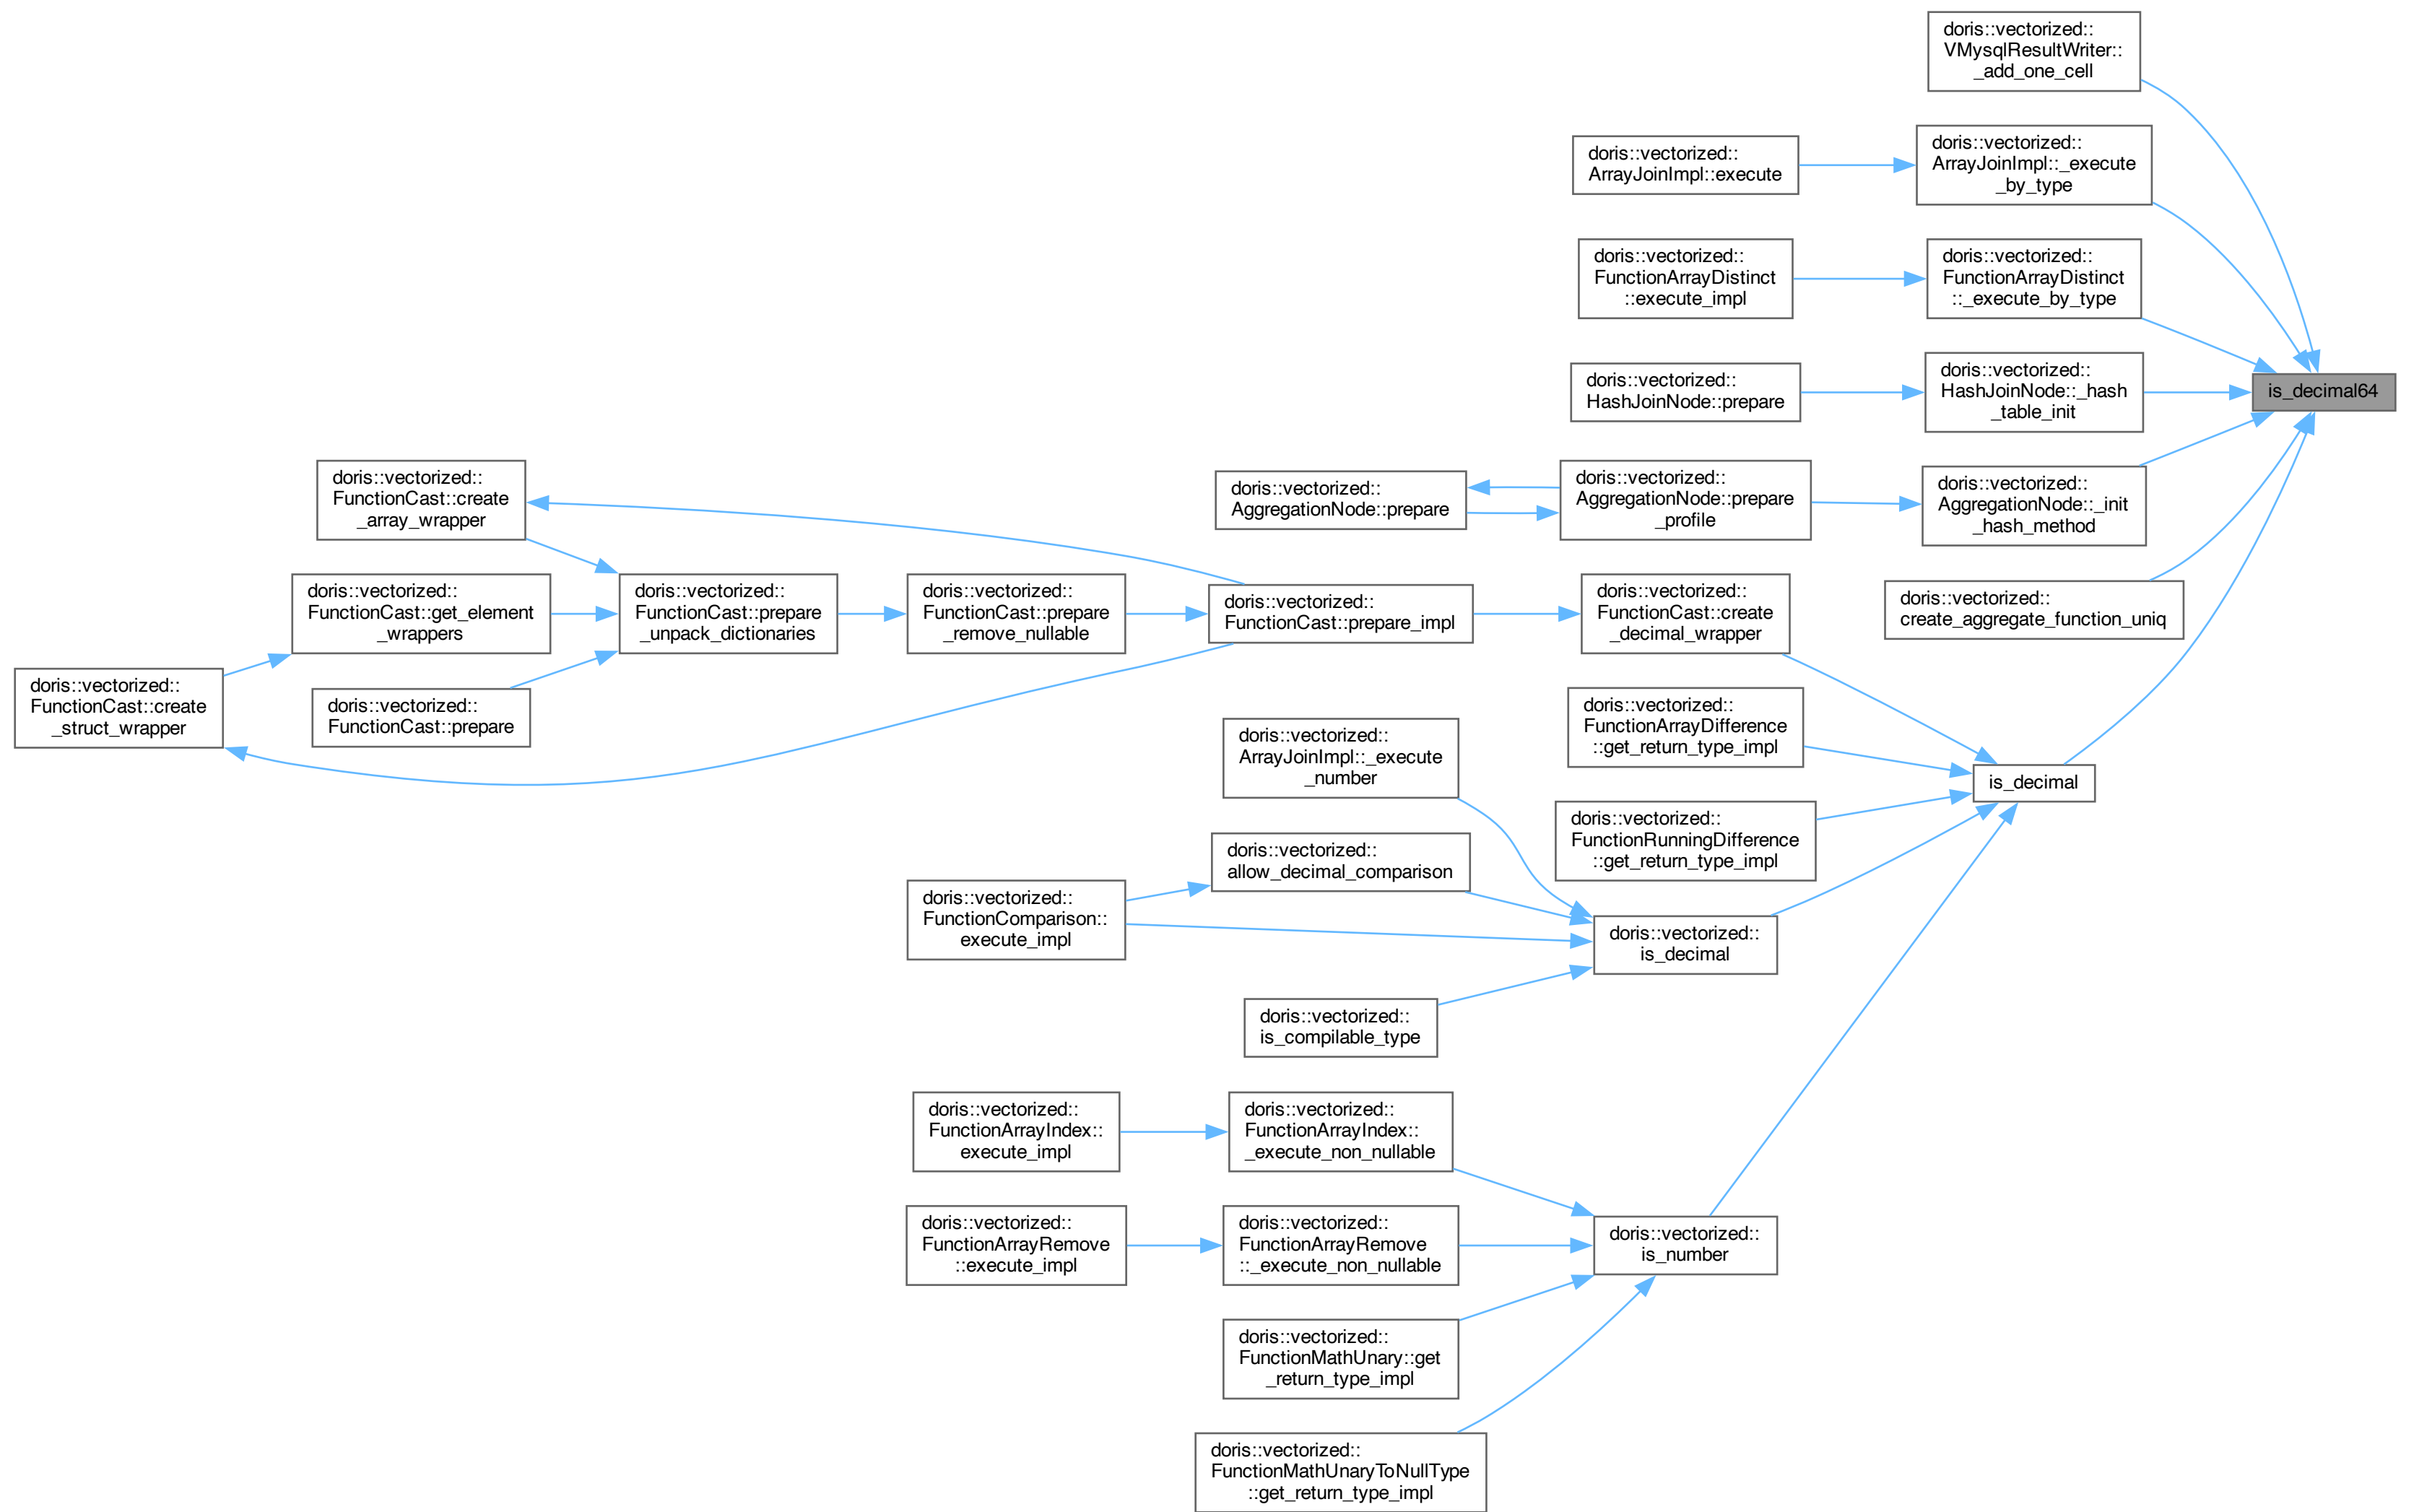 doris::vectorized::
VMysqlResultWriter::
_add_one_cell
doris::vectorized::
ArrayJoinImpl::execute
doris::vectorized::
ArrayJoinImpl::_execute
_by_type
doris::vectorized::
FunctionArrayDistinct
::execute_impl
doris::vectorized::
FunctionArrayDistinct
::_execute_by_type
doris::vectorized::
HashJoinNode::prepare
doris::vectorized::
HashJoinNode::_hash
_table_init
is_decimal64
doris::vectorized::
FunctionCast::create
_array_wrapper
doris::vectorized::
AggregationNode::prepare
doris::vectorized::
AggregationNode::prepare
_profile
doris::vectorized::
AggregationNode::_init
_hash_method
doris::vectorized::
FunctionCast::get_element
_wrappers
doris::vectorized::
FunctionCast::prepare
_unpack_dictionaries
doris::vectorized::
FunctionCast::prepare
_remove_nullable
doris::vectorized::
FunctionCast::prepare_impl
doris::vectorized::
FunctionCast::create
_decimal_wrapper
doris::vectorized::
create_aggregate_function_uniq
doris::vectorized::
FunctionCast::create
_struct_wrapper
doris::vectorized::
FunctionCast::prepare
doris::vectorized::
FunctionArrayDifference
::get_return_type_impl
doris::vectorized::
ArrayJoinImpl::_execute
_number
is_decimal
doris::vectorized::
FunctionRunningDifference
::get_return_type_impl
doris::vectorized::
allow_decimal_comparison
doris::vectorized::
FunctionComparison::
execute_impl
doris::vectorized::
is_decimal
doris::vectorized::
is_compilable_type
doris::vectorized::
FunctionArrayIndex::
execute_impl
doris::vectorized::
FunctionArrayIndex::
_execute_non_nullable
doris::vectorized::
FunctionArrayRemove
::execute_impl
doris::vectorized::
FunctionArrayRemove
::_execute_non_nullable
doris::vectorized::
is_number
doris::vectorized::
FunctionMathUnary::get
_return_type_impl
doris::vectorized::
FunctionMathUnaryToNullType
::get_return_type_impl